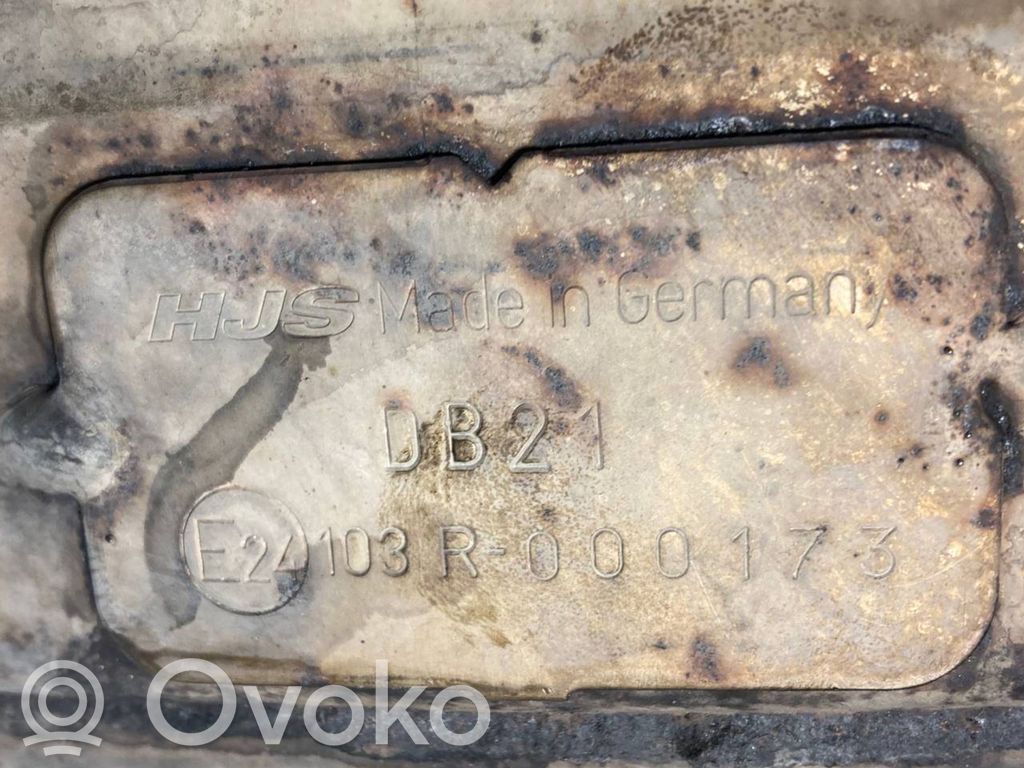 HJS Made in Germany
DB21
E24 103 R-000173
Ovoko